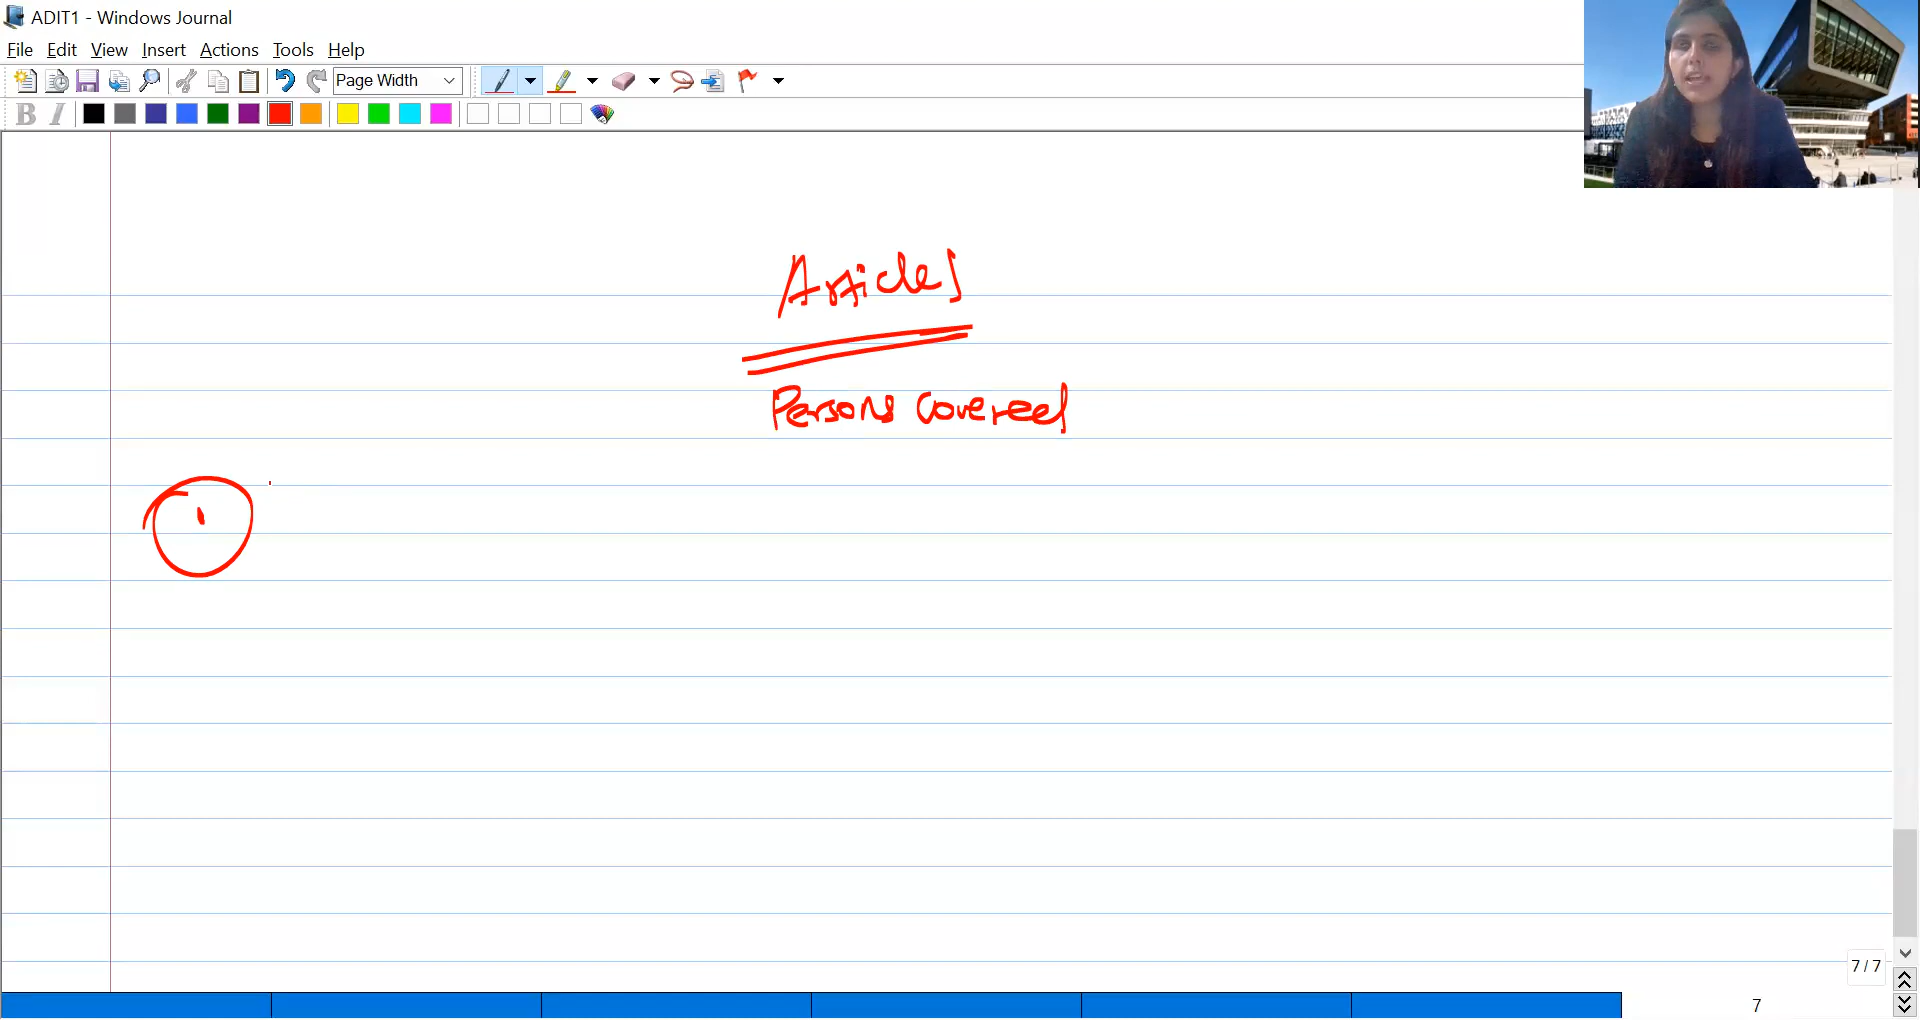 ADIT1 - Windows Journal
File Edit View Insert Actions Tools Help
Page Width
B I
Articles
Persons Covered
1
7 / 7
7